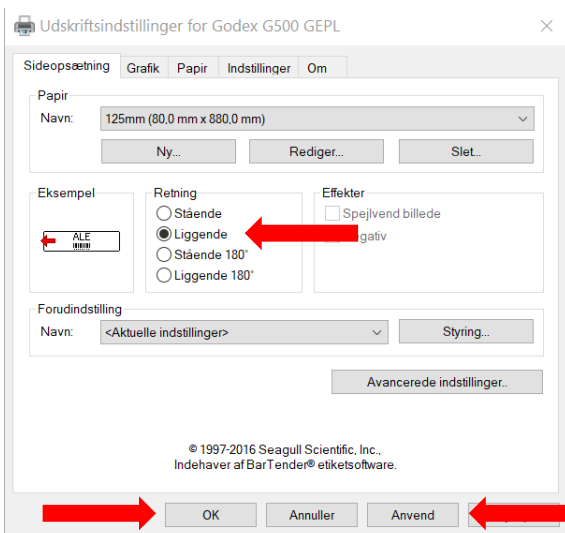 Udskriftsindstillinger for Godex G500 GEPL
Sideopsætning Grafik Papir Indstillinger Om
Papir
Navn: 125mm (80,0 mm x 880,0 mm)
Ny... Rediger... Slet...
Eksempel
ALE
Retning
Stående
Liggende
Stående 180°
Liggende 180°
Effekter
Spejlvend billede
Forudindstilling
Navn: <Aktuelle indstillinger> Styring...
Avancerede indstillinger..
© 1997-2016 Seagull Scientific, Inc.,
Indehaver af BarTender® etiketsoftware.
OK Annuller Anvend